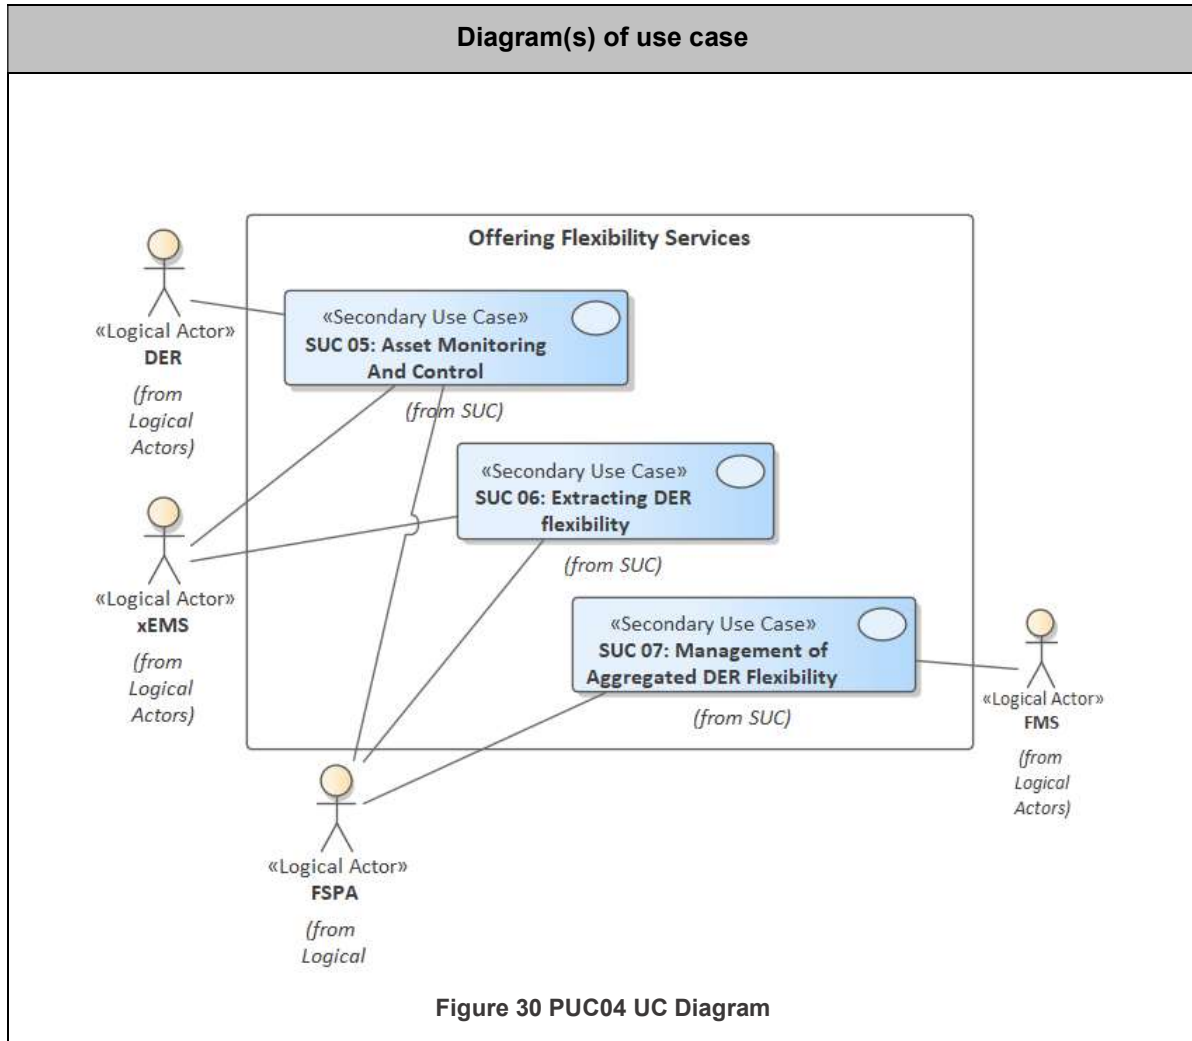 Diagram(s) of use case
Offering Flexibility Services
«Logical Actor»
DER
(from
Logical
Actors)
«Secondary Use Case»
SUC 05: Asset Monitoring
And Control
(from SUC)
«Secondary Use Case»
SUC 06: Extracting DER
flexibility
(from SUC)
«Logical Actor»
xEMS
(from
Logical
Actors)
«Secondary Use Case»
SUC 07: Management of
Aggregated DER Flexibility
(from SUC)
«Logical Actor»
FMS
(from
Logical
Actors)
«Logical Actor»
FSPA
(from
Logical
Figure 30 PUC04 UC Diagram